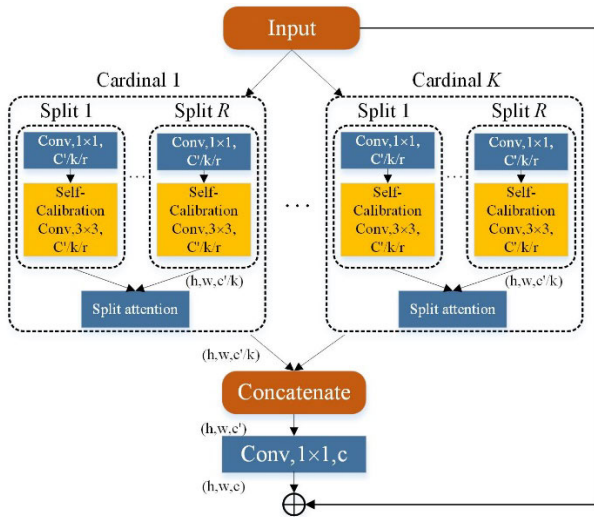 Input
Cardinal 1
Split 1
Split R
Conv,1×1,
C'/k/r
Conv,1×1,
C'/k/r
...
Self-
Calibration
Conv,3×3,
C'/k/r
Self-
Calibration
Conv,3×3,
C'/k/r
(h,w,c'/k)
Split attention
...
Cardinal K
Split 1
Split R
Conv,1×1,
C'/k/r
Conv,1×1,
C'/k/r
...
Self-
Calibration
Conv,3×3,
C'/k/r
Self-
Calibration
Conv,3×3,
C'/k/r
(h,w,c'/k)
Split attention
(h,w,c'/k)
Concatenate
(h,w,c')
Conv,1×1,c
(h,w,c)